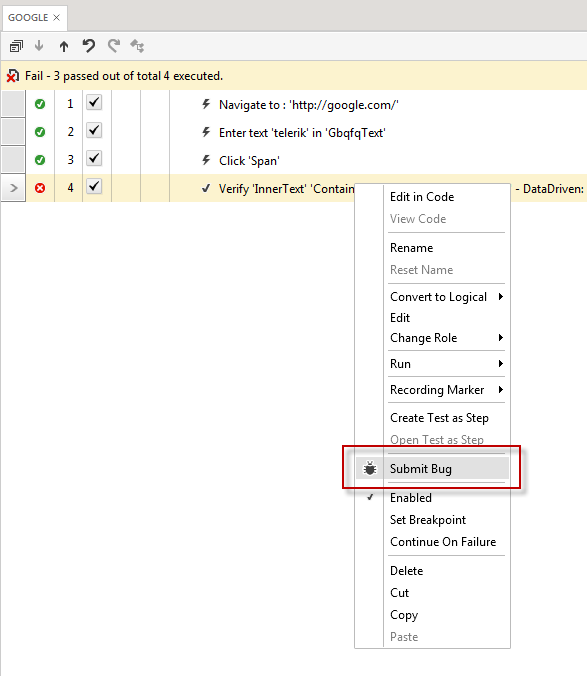 GOOGLE
Fail - 3 passed out of total 4 executed.
1 Navigate to : 'http://google.com/'
2 Enter text 'telerik' in 'GbqfqText'
3 Click 'Span'
4 Verify 'InnerText' 'Contain - DataDriven:
Edit in Code
View Code
Rename
Reset Name
Convert to Logical
Edit
Change Role
Run
Recording Marker
Create Test as Step
Open Test as Step
Submit Bug
Enabled
Set Breakpoint
Continue On Failure
Delete
Cut
Copy
Paste